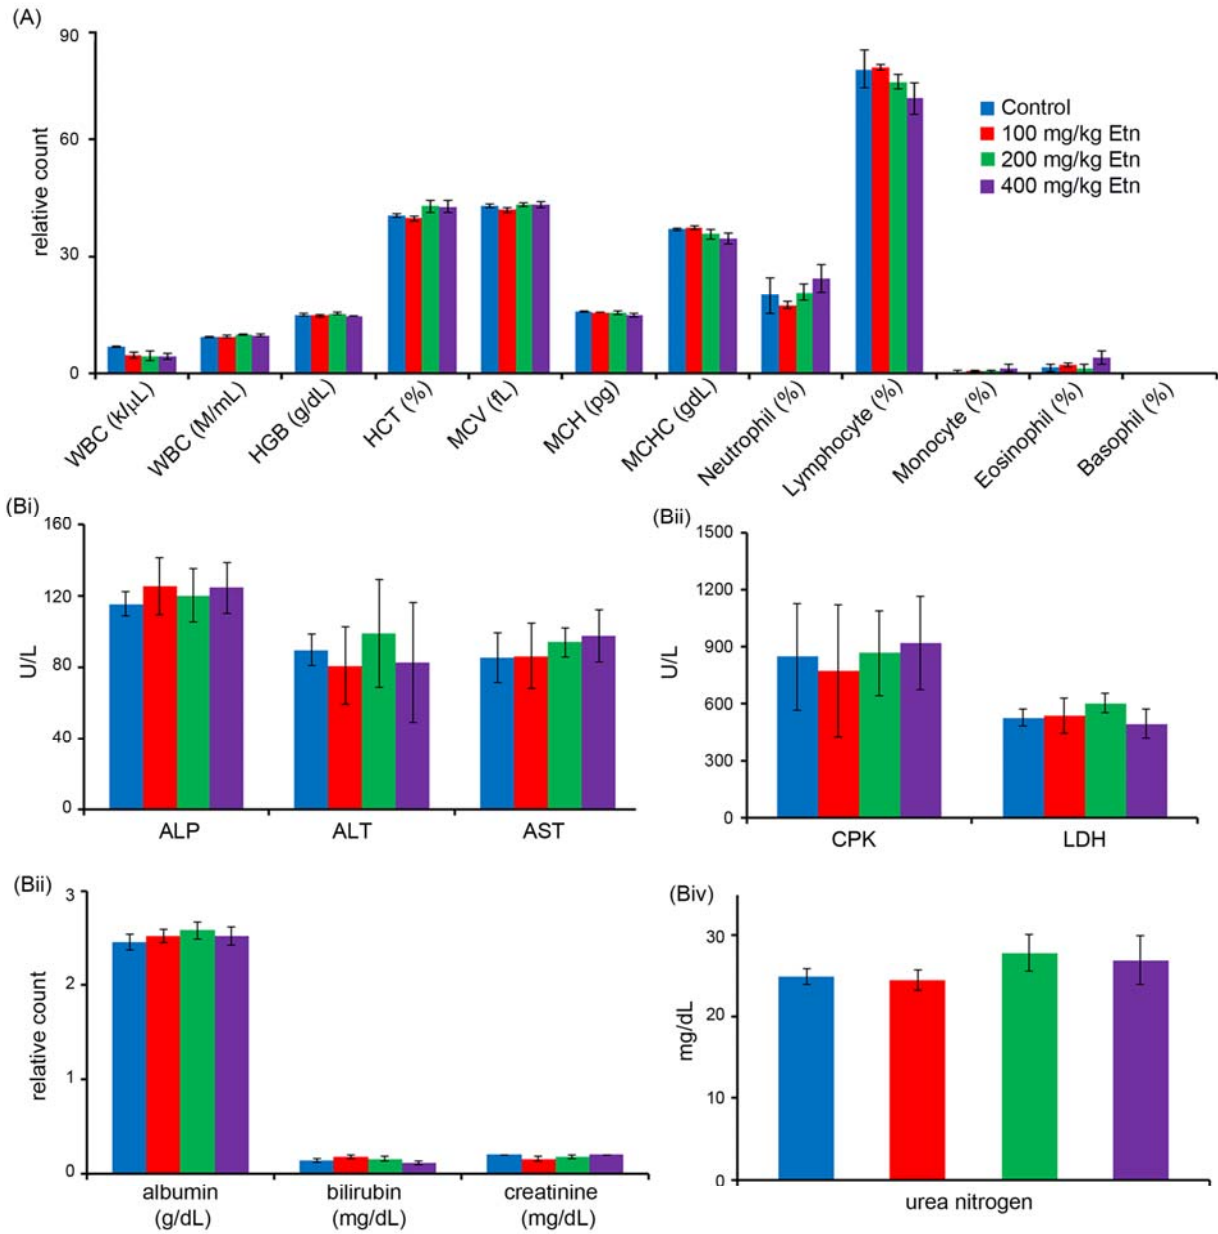 (A)
90
60
30
0
relative count
Control
100 mg/kg Etn
200 mg/kg Etn
400 mg/kg Etn
WBC (k/μL)
WBC (M/mL)
HGB (g/dL)
HCT (%)
MCV (fL)
MCH (pg)
MCHC (gdL)
Neutrophil (%)
Lymphocyte (%)
Monocyte (%)
Eosinophil (%)
Basophil (%)
(Bi)
160
120
80
40
0
U/L
ALP
ALT
AST
(Bii)
1500
1200
900
600
300
0
U/L
CPK
LDH
(Bii)
3
2
1
0
relative count
albumin
(g/dL)
bilirubin
(mg/dL)
creatinine
(mg/dL)
(Biv)
30
20
10
0
mg/dL
urea nitrogen